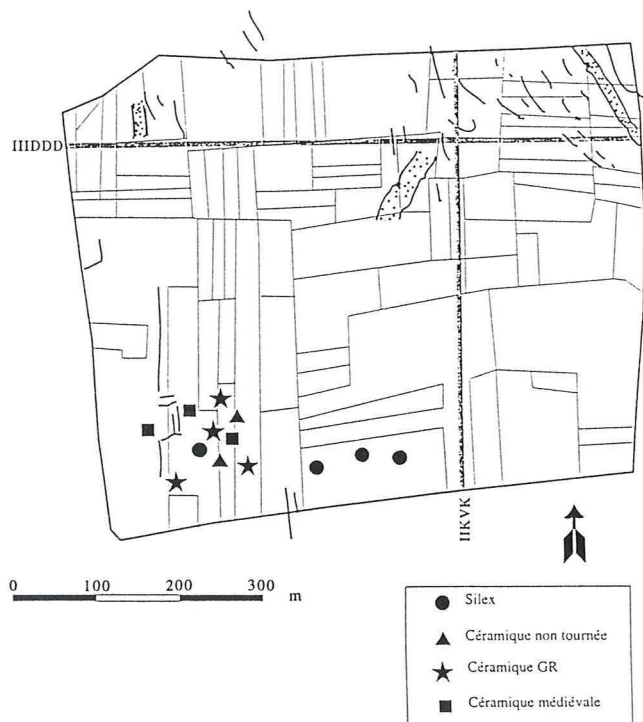 IIIDDD
IIKVK
0 100 200 300 m
Silex
Céramique non tournée
Céramique GR
Céramique médiévale